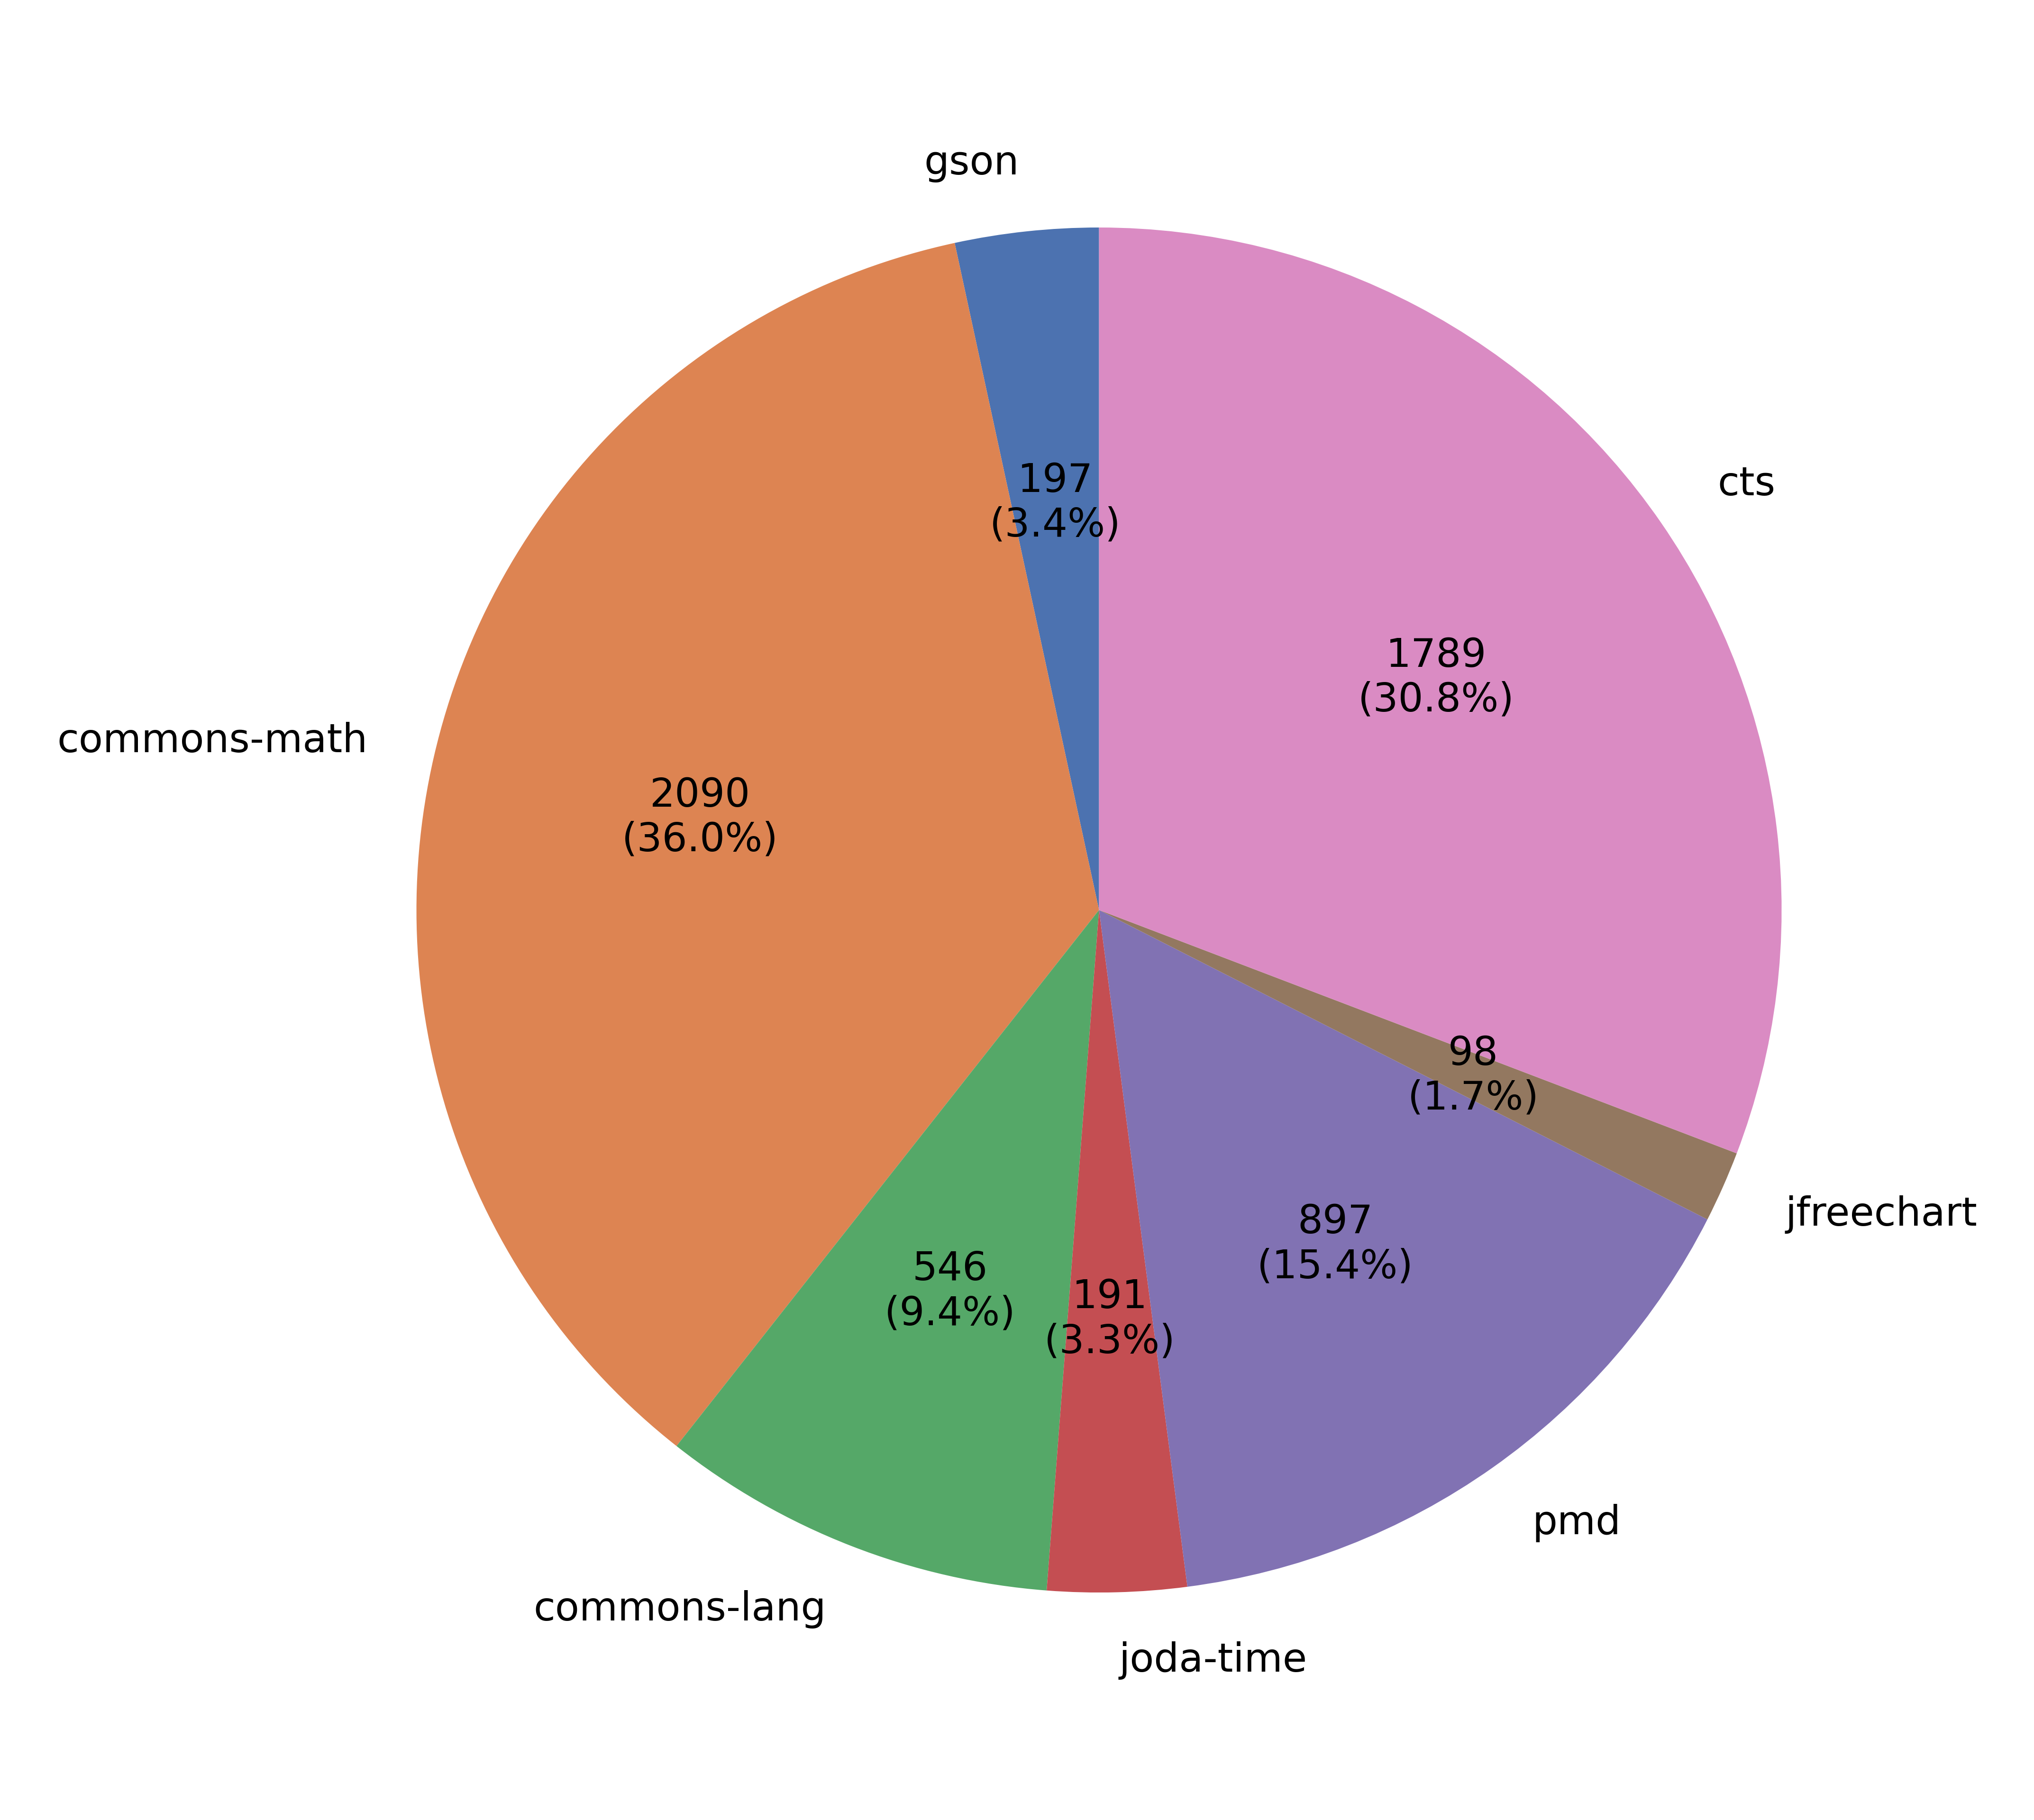 gson
197
(3.4%)
cts
1789
(30.8%)
commons-math
2090
(36.0%)
98
(1.7%)
jfreechart
897
(15.4%)
pmd
546
(9.4%)
commons-lang
191
(3.3%)
joda-time